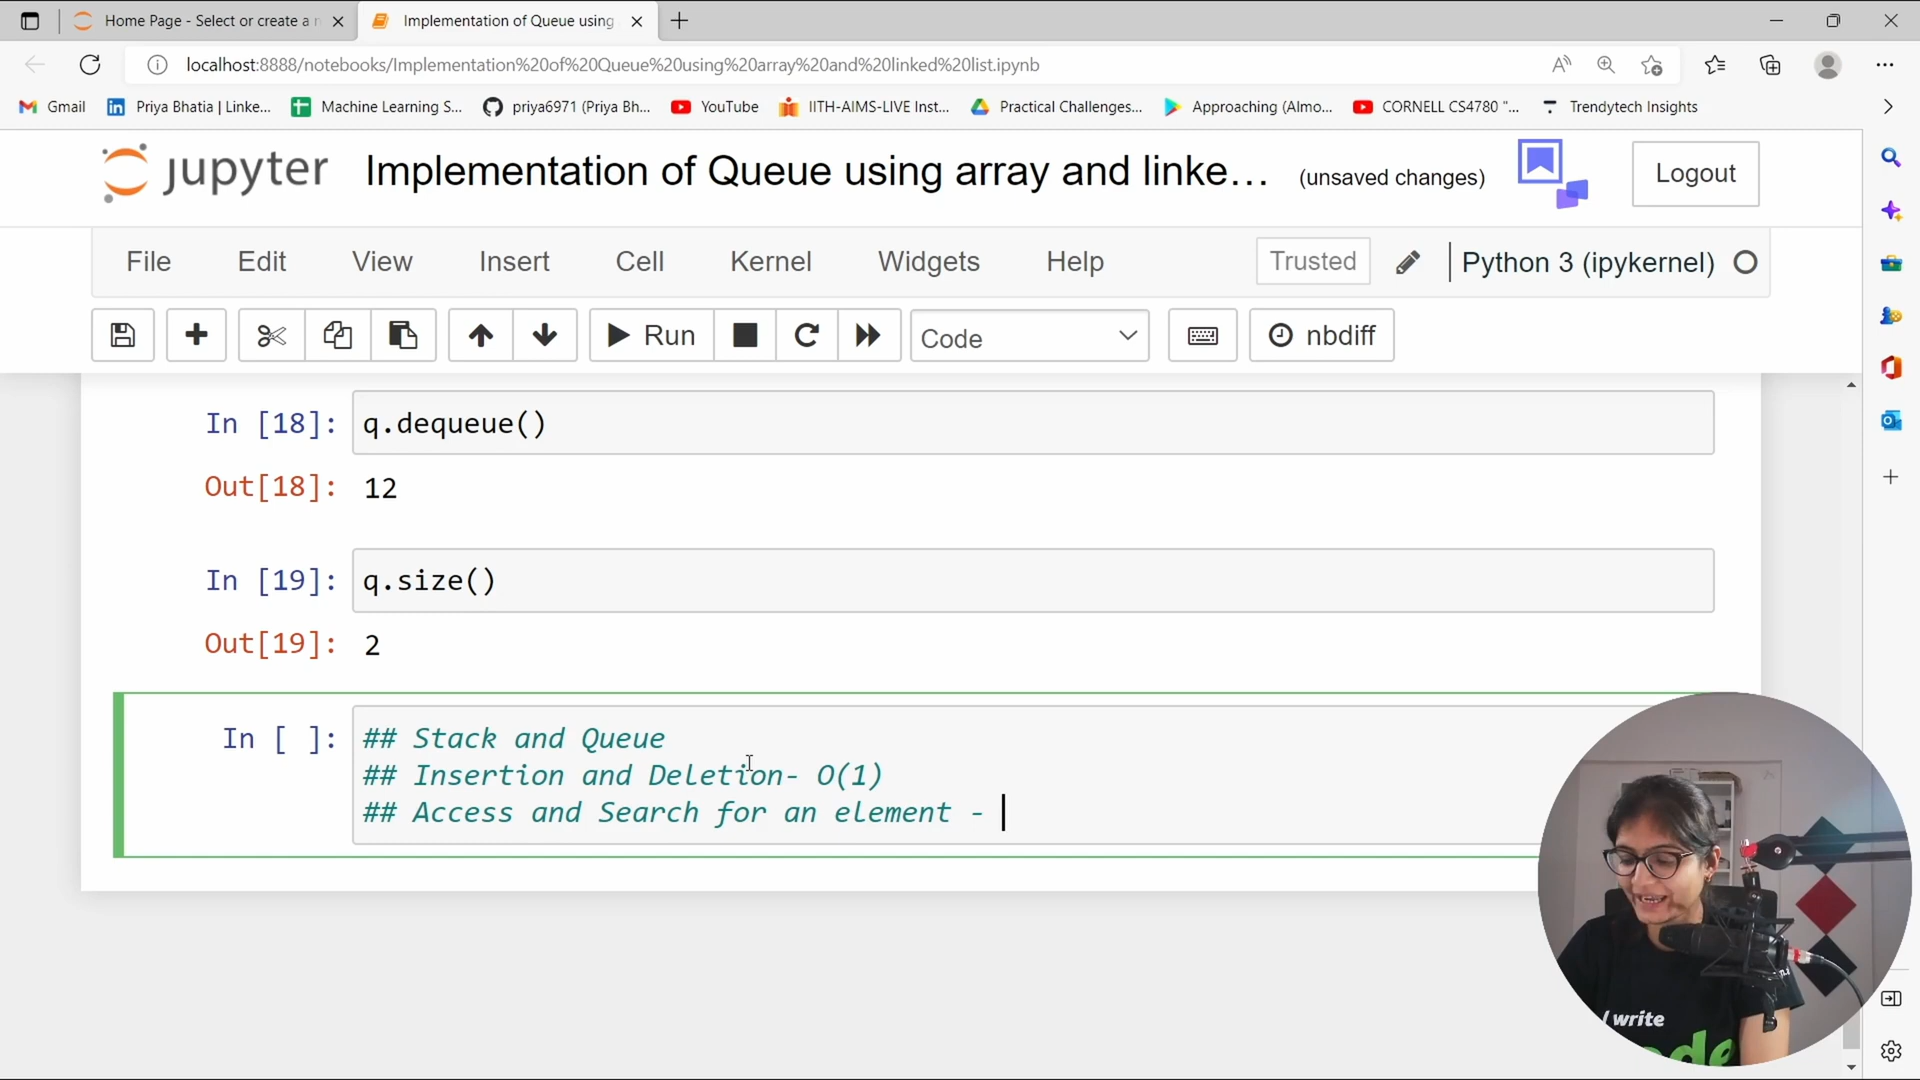 Home Page - Select or create a n
Implementation of Queue using
localhost:8888/notebooks/Implementation%20of%20Queue%20using%20array%20and%20linked%20list.ipynb
Gmail
Priya Bhatia | Linke...
Machine Learning S...
priya6971 (Priya Bh...
YouTube
IITH-AIMS-LIVE Inst...
Practical Challenges...
Approaching (Almo...
CORNELL CS4780 "...
Trendytech Insights
jupyter
Implementation of Queue using array and linke...
(unsaved changes)
Logout
File
Edit
View
Insert
Cell
Kernel
Widgets
Help
Trusted
Python 3 (ipykernel)
Run
Code
nbdiff
In [18]: q.dequeue()
Out[18]: 12
In [19]: q.size()
Out[19]: 2
In [ ]: ## Stack and Queue
## Insertion and Deletion- O(1)
## Access and Search for an element -
I write